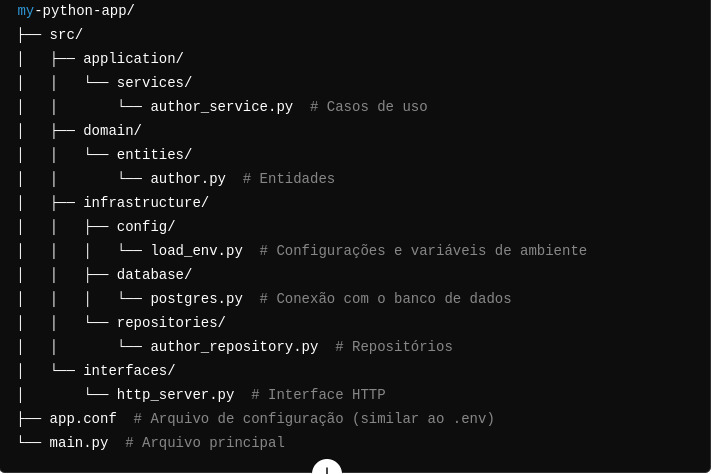 my-python-app/
├── src/
│   ├── application/
│   │   └── services/
│   │       └── author_service.py  # Casos de uso
│   ├── domain/
│   │   └── entities/
│   │       └── author.py  # Entidades
│   ├── infrastructure/
│   │   ├── config/
│   │   │   └── load_env.py  # Configurações e variáveis de ambiente
│   │   ├── database/
│   │   │   └── postgres.py  # Conexão com o banco de dados
│   │   └── repositories/
│   │       └── author_repository.py  # Repositórios
│   └── interfaces/
│       └── http_server.py  # Interface HTTP
├── app.conf  # Arquivo de configuração (similar ao .env)
└── main.py  # Arquivo principal